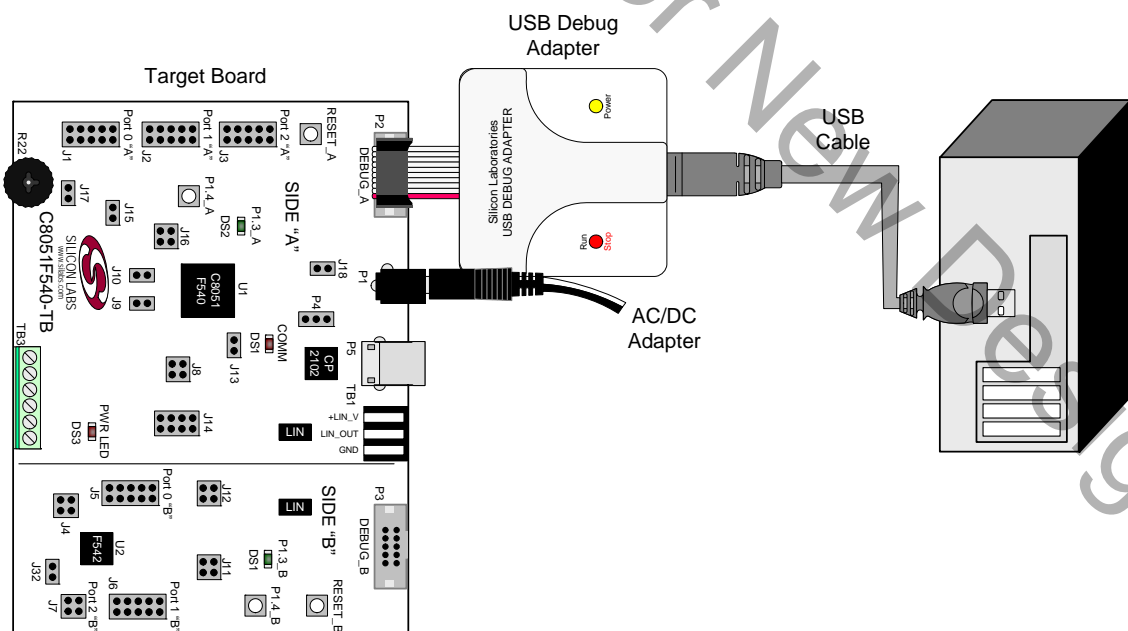 USB Debug
Adapter
Target Board
or New Desig
USB
Cable
Silicon Laboratories
USB DEBUG ADAPTER
Power
Run
Stop
AC/DC
Adapter
R22
J1
Port 0 "A"
J2
Port 1 "A"
J3
Port 2 "A"
RESET_A
P2
DEBUG_A
J17
J15
P1.4_A
J16
DS2
P1.3_A
SIDE "A"
C8051F540-TB
SILICON LABS
www.silabs.com
J10
J9
C8051
F540
U1
J18
P1
P4
TB3
J8
J13
DS1
COMM
CP
2102
P5
TB1
J14
PWR LED
DS3
LIN
+LIN_V
LIN_OUT
GND
J5
Port 0 "B"
J12
LIN
SIDE "B"
P3
DEBUG_B
J4
F542
U2
J11
DS1
P1.3_B
J32
J7
Port 2 "B"
J6
Port 1 "B"
P1.4_B
RESET_B